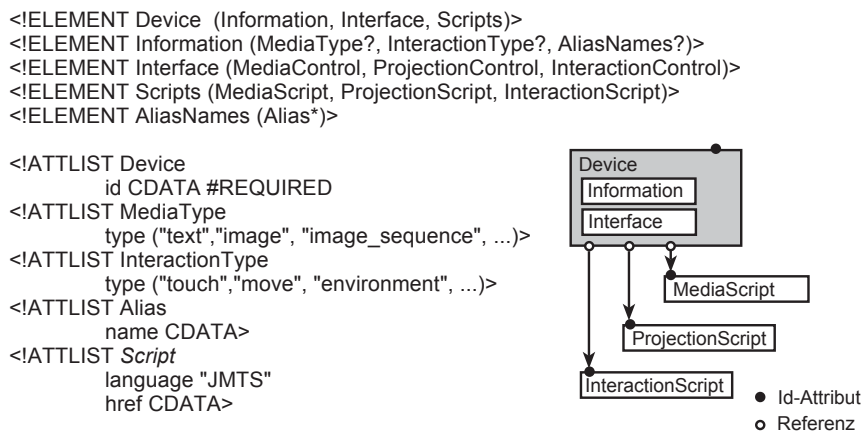 <!ELEMENT Device  (Information, Interface, Scripts)>
<!ELEMENT Information (MediaType?, InteractionType?, AliasNames?)>
<!ELEMENT Interface (MediaControl, ProjectionControl, InteractionControl)>
<!ELEMENT Scripts (MediaScript, ProjectionScript, InteractionScript)>
<!ELEMENT AliasNames (Alias*)>
<!ATTLIST Device
id CDATA #REQUIRED
<!ATTLIST MediaType
type ("text","image", "image_sequence", ...)>
<!ATTLIST InteractionType
type ("touch","move", "environment", ...)>
<!ATTLIST Alias
name CDATA>
<!ATTLIST Script
language "JMTS"
href CDATA>
Device
Information
Interface
MediaScript
ProjectionScript
InteractionScript
Id-Attribut
Referenz